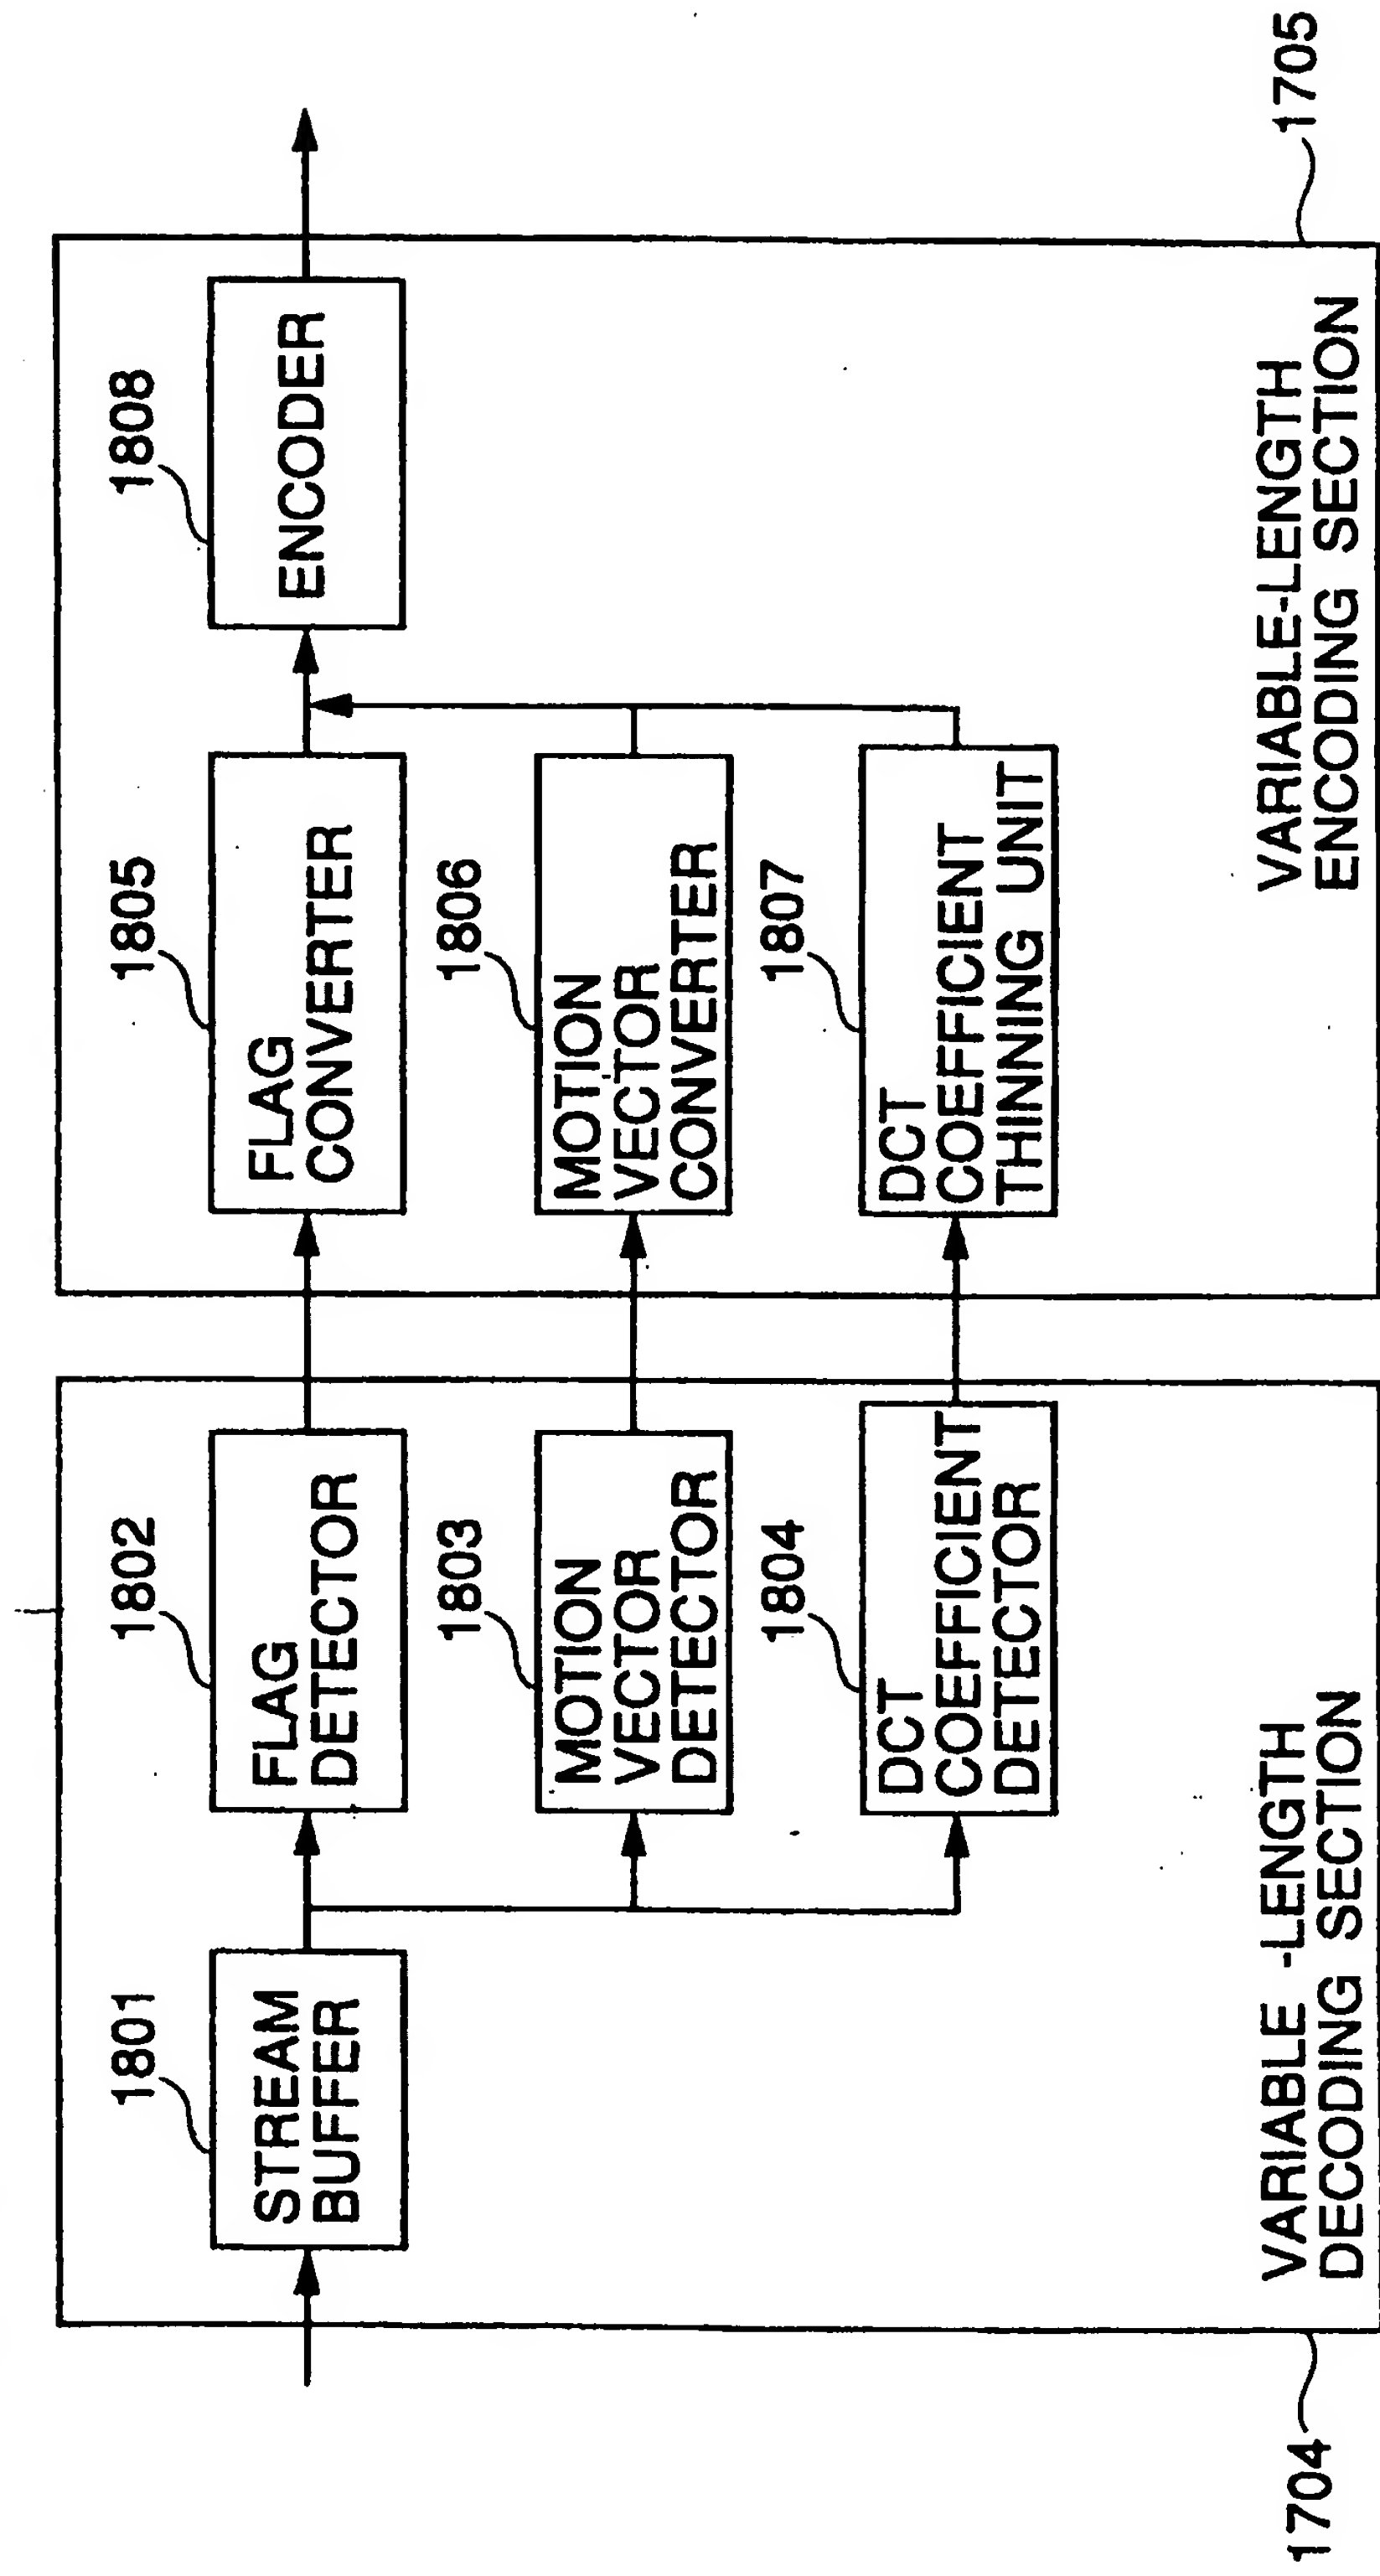 1801
STREAM
BUFFER
1802
FLAG
DETECTOR
1803
MOTION
VECTOR
DETECTOR
1804
DCT
COEFFICIENT
DETECTOR
VARIABLE -LENGTH
DECODING SECTION
1704
1805
FLAG
CONVERTER
1806
MOTION
VECTOR
CONVERTER
1807
DCT
COEFFICIENT
THINNING UNIT
1808
ENCODER
VARIABLE-LENGTH
ENCODING SECTION
1705